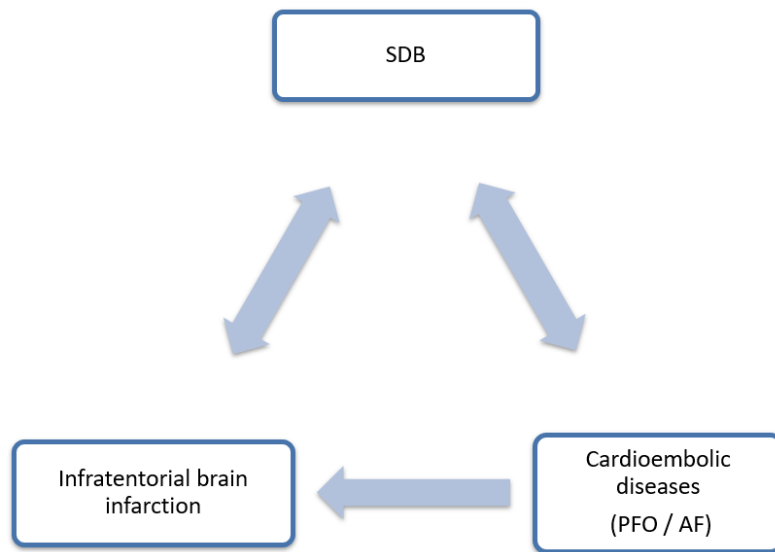 SDB
Infratentorial brain
infarction
Cardioembolic
diseases
(PFO / AF)